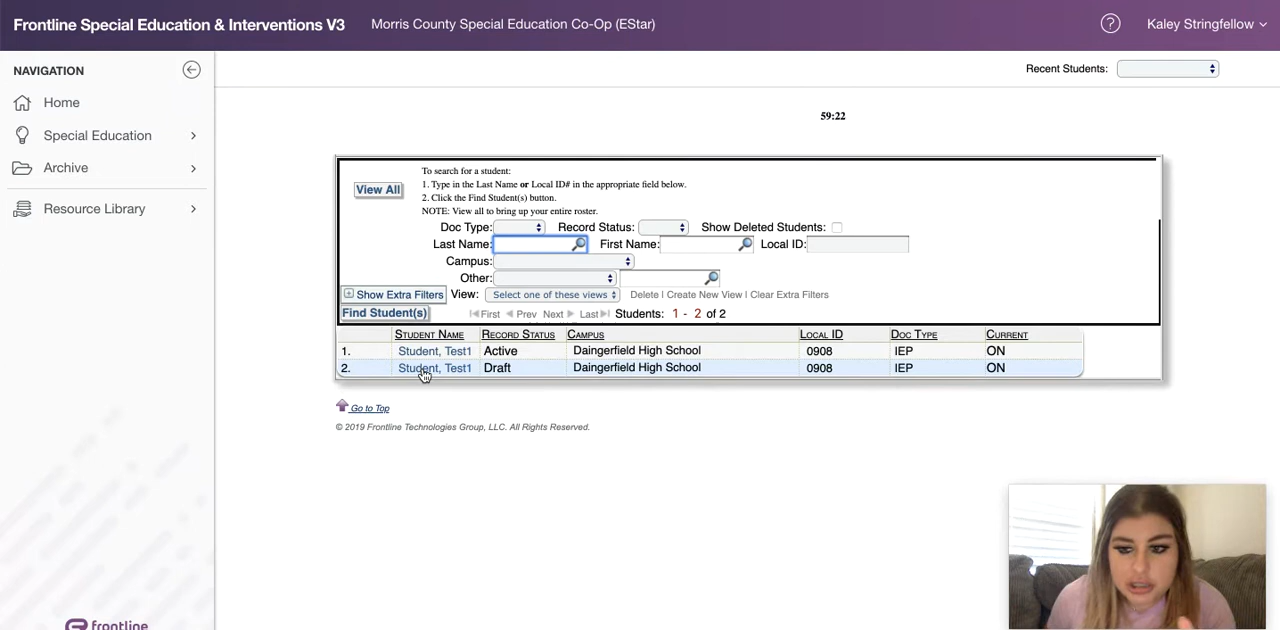 Frontline Special Education & Interventions V3
Morris County Special Education Co-Op (EStar)
?
Kaley Stringfellow
NAVIGATION
Home
Special Education
Archive
Resource Library
Recent Students:
59:22
View All
To search for a student:
1. Type in the Last Name or Local ID# in the appropriate field below.
2. Click the Find Student(s) button.
NOTE: View all to bring up your entire roster.
Doc Type: Record Status: Show Deleted Students:
Last Name: First Name: Local ID:
Campus:
Other:
Show Extra Filters View: Select one of these views Delete | Create New View | Clear Extra Filters
Find Student(s) First Prev Next Last Students: 1 - 2 of 2
STUDENT NAME RECORD STATUS CAMPUS LOCAL ID DOC TYPE CURRENT
1. Student, Test1 Active Daingerfield High School 0908 IEP ON
2. Student, Test1 Draft Daingerfield High School 0908 IEP ON
Go to Top
© 2019 Frontline Technologies Group, LLC. All Rights Reserved.
frontline